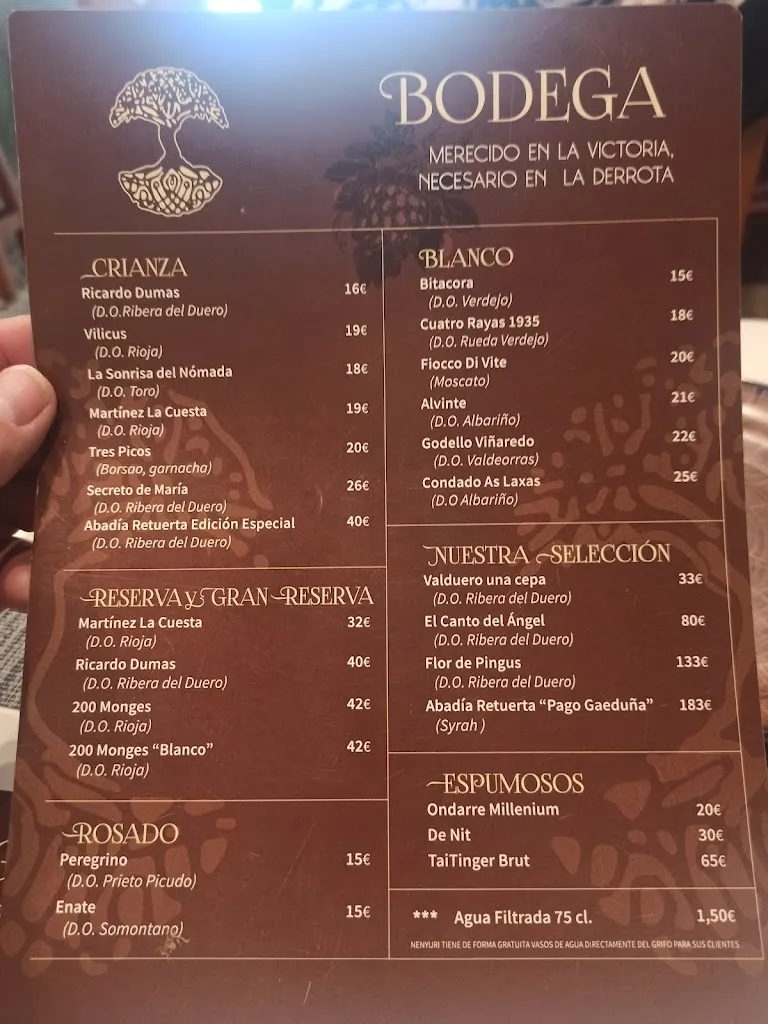 BODEGA
MERECIDO EN LA VICTORIA,
NECESARIO EN LA DERROTA
CRIANZA
Ricardo Dumas 16€
(D.O.Ribera del Duero)
Vilicus 19€
(D.O. Rioja)
La Sonrisa del Nómada 18€
(D.O. Toro)
Martínez La Cuesta 19€
(D.O. Rioja)
Tres Picos 20€
(Borsao, garnacha)
Secreto de María 26€
(D.O. Ribera del Duero)
Abadía Retuerta Edición Especial 40€
(D.O. Ribera del Duero)
RESERVA y GRAN RESERVA
Martínez La Cuesta 32€
(D.O. Rioja)
Ricardo Dumas 40€
(D.O. Ribera del Duero)
200 Monges 42€
(D.O. Rioja)
200 Monges “Blanco” 42€
(D.O. Rioja)
ROSADO
Peregrino 15€
(D.O. Prieto Picudo)
Enate 15€
(D.O. Somontano)
BLANCO
Bitacora 15€
(D.O. Verdejo)
Cuatro Rayas 1935 18€
(D.O. Rueda Verdejo)
Fiocco Di Vite 20€
(Moscato)
Alvinte 21€
(D.O. Albariño)
Godello Viñaredo 22€
(D.O. Valdeorras)
Condado As Laxas 25€
(D.O Albariño)
NUESTRA SELECCIÓN
Valduero una cepa 33€
(D.O. Ribera del Duero)
El Canto del Ángel 80€
(D.O. Ribera del Duero)
Flor de Pingus 133€
(D.O. Ribera del Duero)
Abadía Retuerta “Pago Gaeduña” 183€
(Syrah )
ESPUMOSOS
Ondarre Millenium 20€
De Nit 30€
TaiTinger Brut 65€
*** Agua Filtrada 75 cl. 1,50€
NENYURI TIENE DE FORMA GRATUITA VASOS DE AGUA DIRECTAMENTE DEL GRIFO PARA SUS CLIENTES